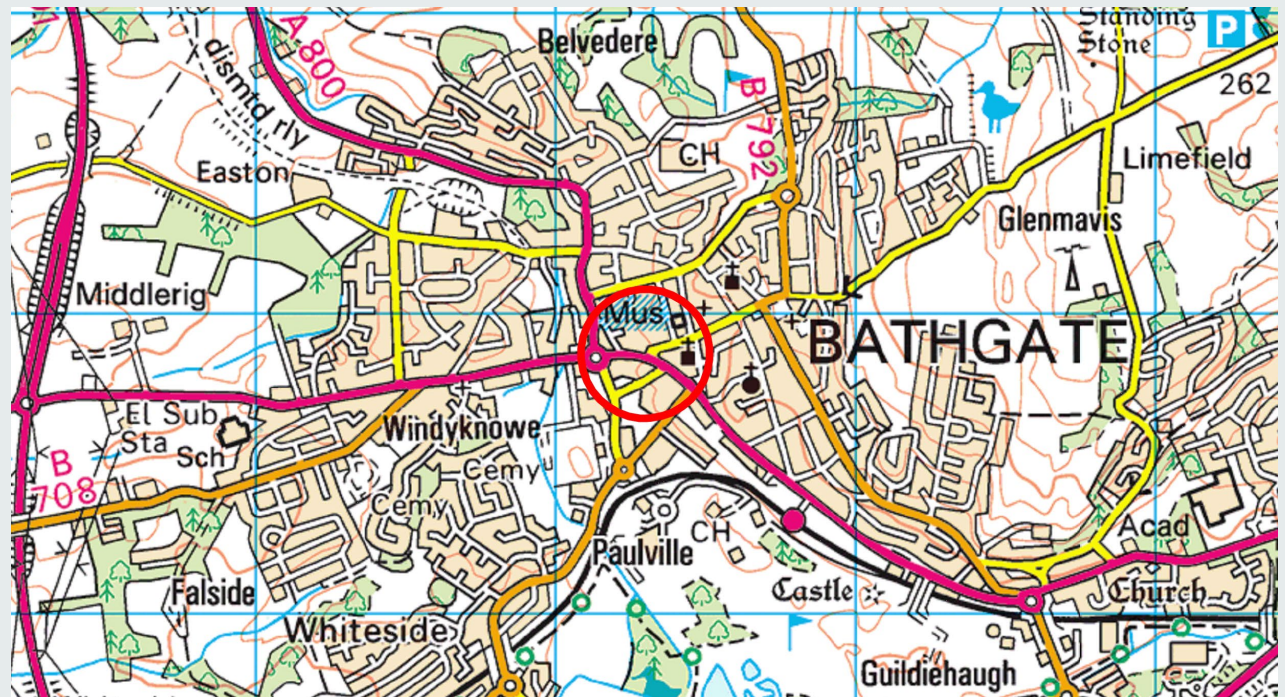 Standing
Stone
P
A 800
Belvedere
262
dismtd rly
B 792
CH
Easton
Limefield
Glenmavis
Middlerig
Mus
BATHGATE
El Sub
Sta
Sch
Windyknowe
Cemy
B
708
Cemy
CH
Acad
Paulville
Falside
Castle
Church
Whiteside
Guildiehaugh